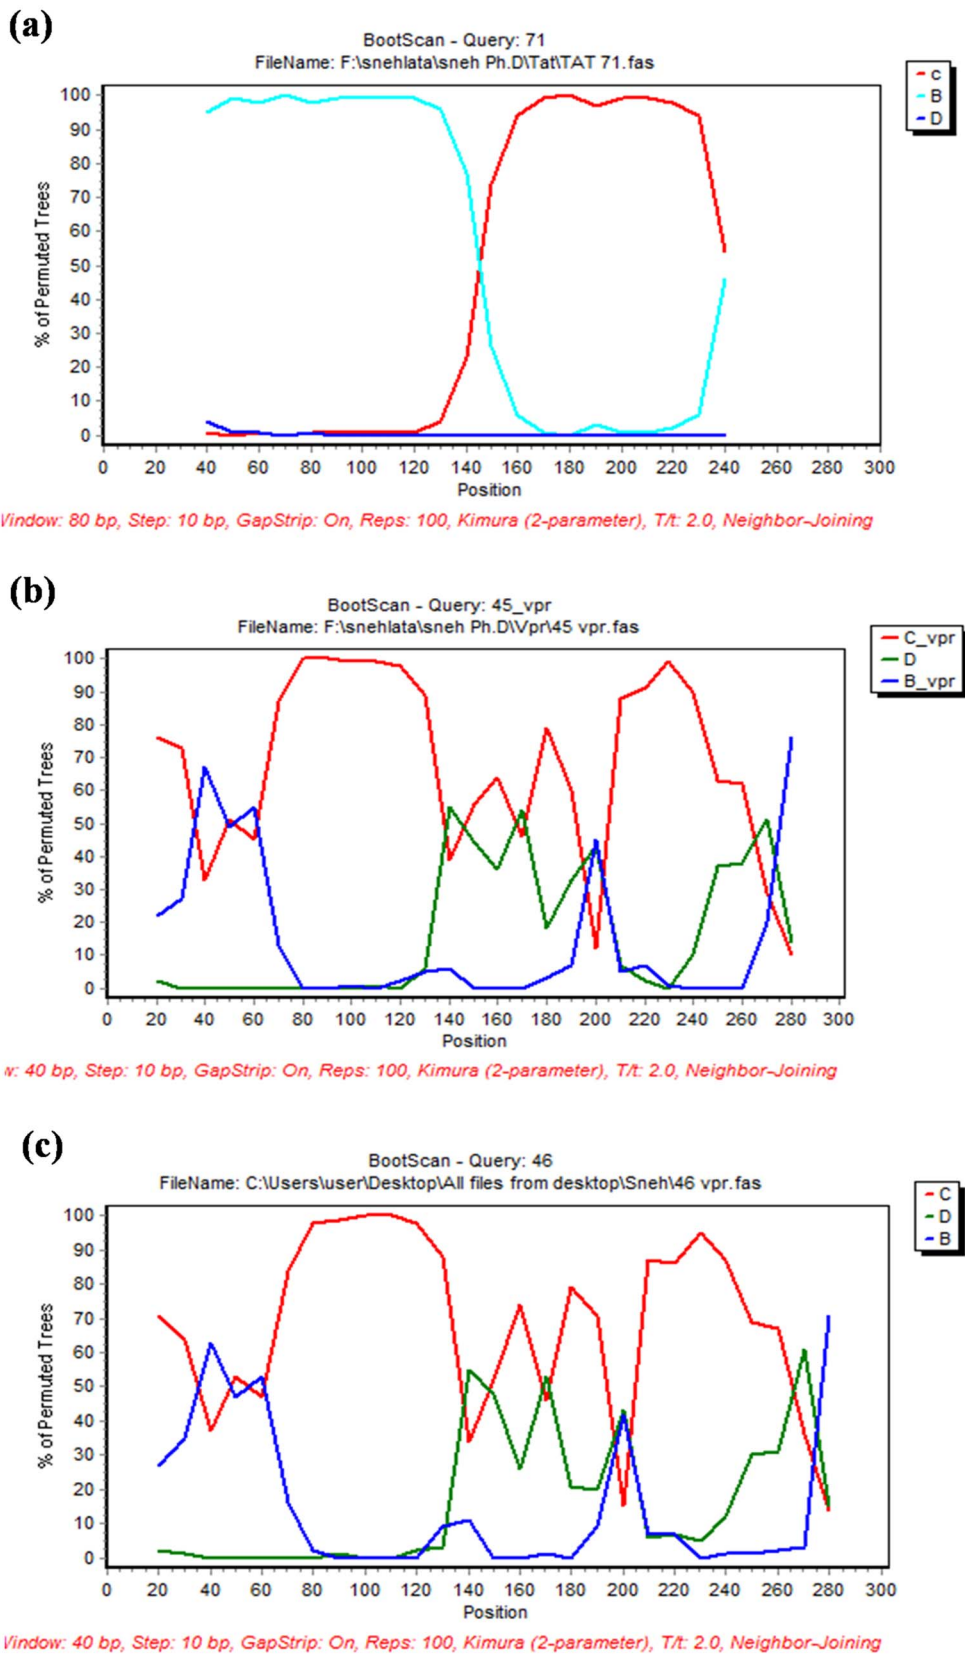 (a)
BootScan - Query: 71
FileName: F:\snehlata\sneh Ph.D\Tat\TAT 71.fas
C
B
D
% of Permuted Trees
100
90
80
70
60
50
40
30
20
10
0
0 20 40 60 80 100 120 140 160 180 200 220 240 260 280 300
Position
Window: 80 bp, Step: 10 bp, GapStrip: On, Reps: 100, Kimura (2-parameter), T/t: 2.0, Neighbor-Joining
(b)
BootScan - Query: 45_vpr
FileName: F:\snehlata\sneh Ph.D\Vpr\45 vpr.fas
C_vpr
D
B_vpr
% of Permuted Trees
100
90
80
70
60
50
40
30
20
10
0
0 20 40 60 80 100 120 140 160 180 200 220 240 260 280 300
Position
w: 40 bp, Step: 10 bp, GapStrip: On, Reps: 100, Kimura (2-parameter), T/t: 2.0, Neighbor-Joining
(c)
BootScan - Query: 46
FileName: C:\Users\user\Desktop\All files from desktop\Sneh\46 vpr.fas
C
D
B
% of Permuted Trees
100
90
80
70
60
50
40
30
20
10
0
0 20 40 60 80 100 120 140 160 180 200 220 240 260 280 300
Position
Window: 40 bp, Step: 10 bp, GapStrip: On, Reps: 100, Kimura (2-parameter), T/t: 2.0, Neighbor-Joining